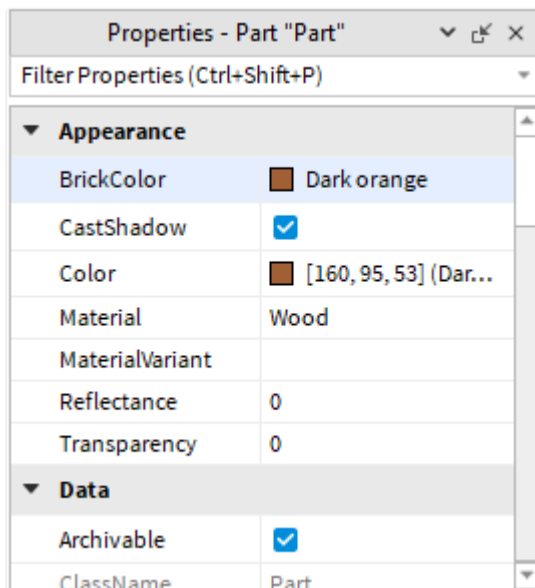 Properties - Part "Part"
Filter Properties (Ctrl+Shift+P)
Appearance
BrickColor Dark orange
CastShadow
Color [160, 95, 53] (Dar...
Material Wood
MaterialVariant
Reflectance 0
Transparency 0
Data
Archivable
ClassName Part